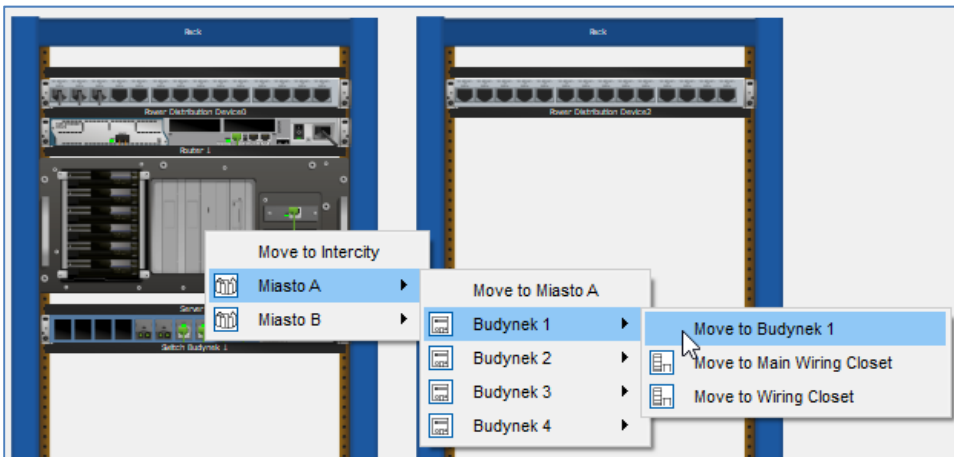 Rack
Rack
Power Distribution Device0
Power Distribution Device2
Router 1
Move to Intercity
Miasto A
Move to Miasto A
Miasto B
Budynek 1
Move to Budynek 1
Server
Switch Budynek 1
Budynek 2
Move to Main Wiring Closet
Budynek 3
Move to Wiring Closet
Budynek 4